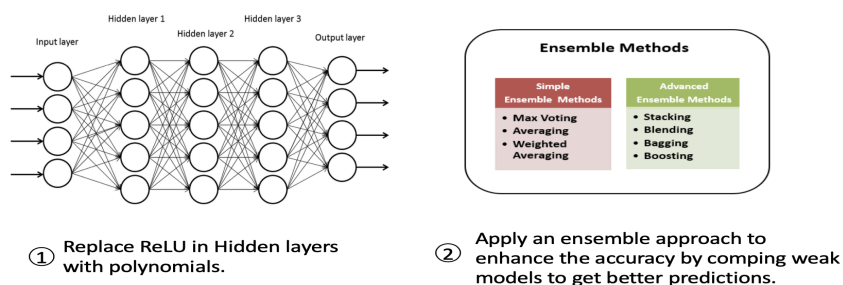 Hidden layer 1
Hidden layer 3
Hidden layer 2
Input layer
Output layer
① Replace ReLU in Hidden layers
with polynomials.
Ensemble Methods
Simple
Ensemble Methods
• Max Voting
• Averaging
• Weighted
Averaging
Advanced
Ensemble Methods
• Stacking
• Blending
• Bagging
• Boosting
② Apply an ensemble approach to
enhance the accuracy by comping weak
models to get better predictions.